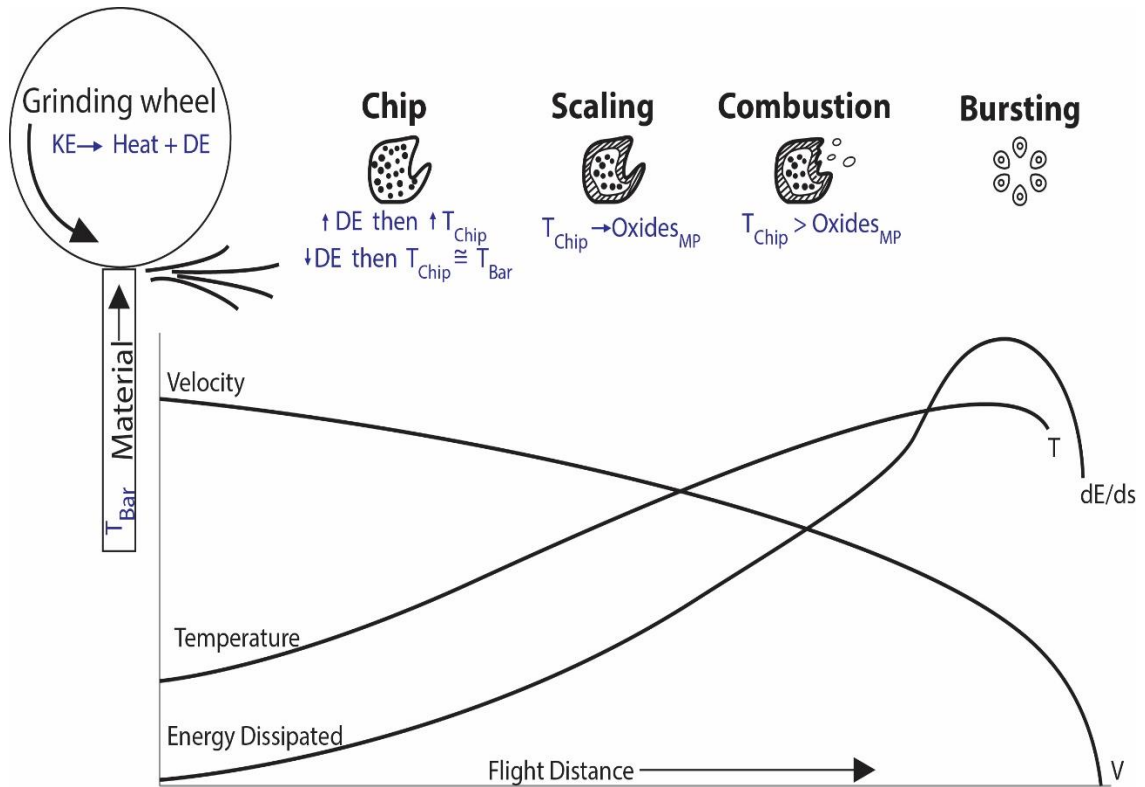 Grinding wheel
KE→ Heat + DE
Chip
Scaling
Combustion
Bursting
↑ DE then ↑ T_Chip
↓DE then T_Chip ≅ T_Bar
T_Chip →Oxides_MP
T_Chip > Oxides_MP
T_Bar Material
Velocity
T
dE/ds
Temperature
Energy Dissipated
Flight Distance
V